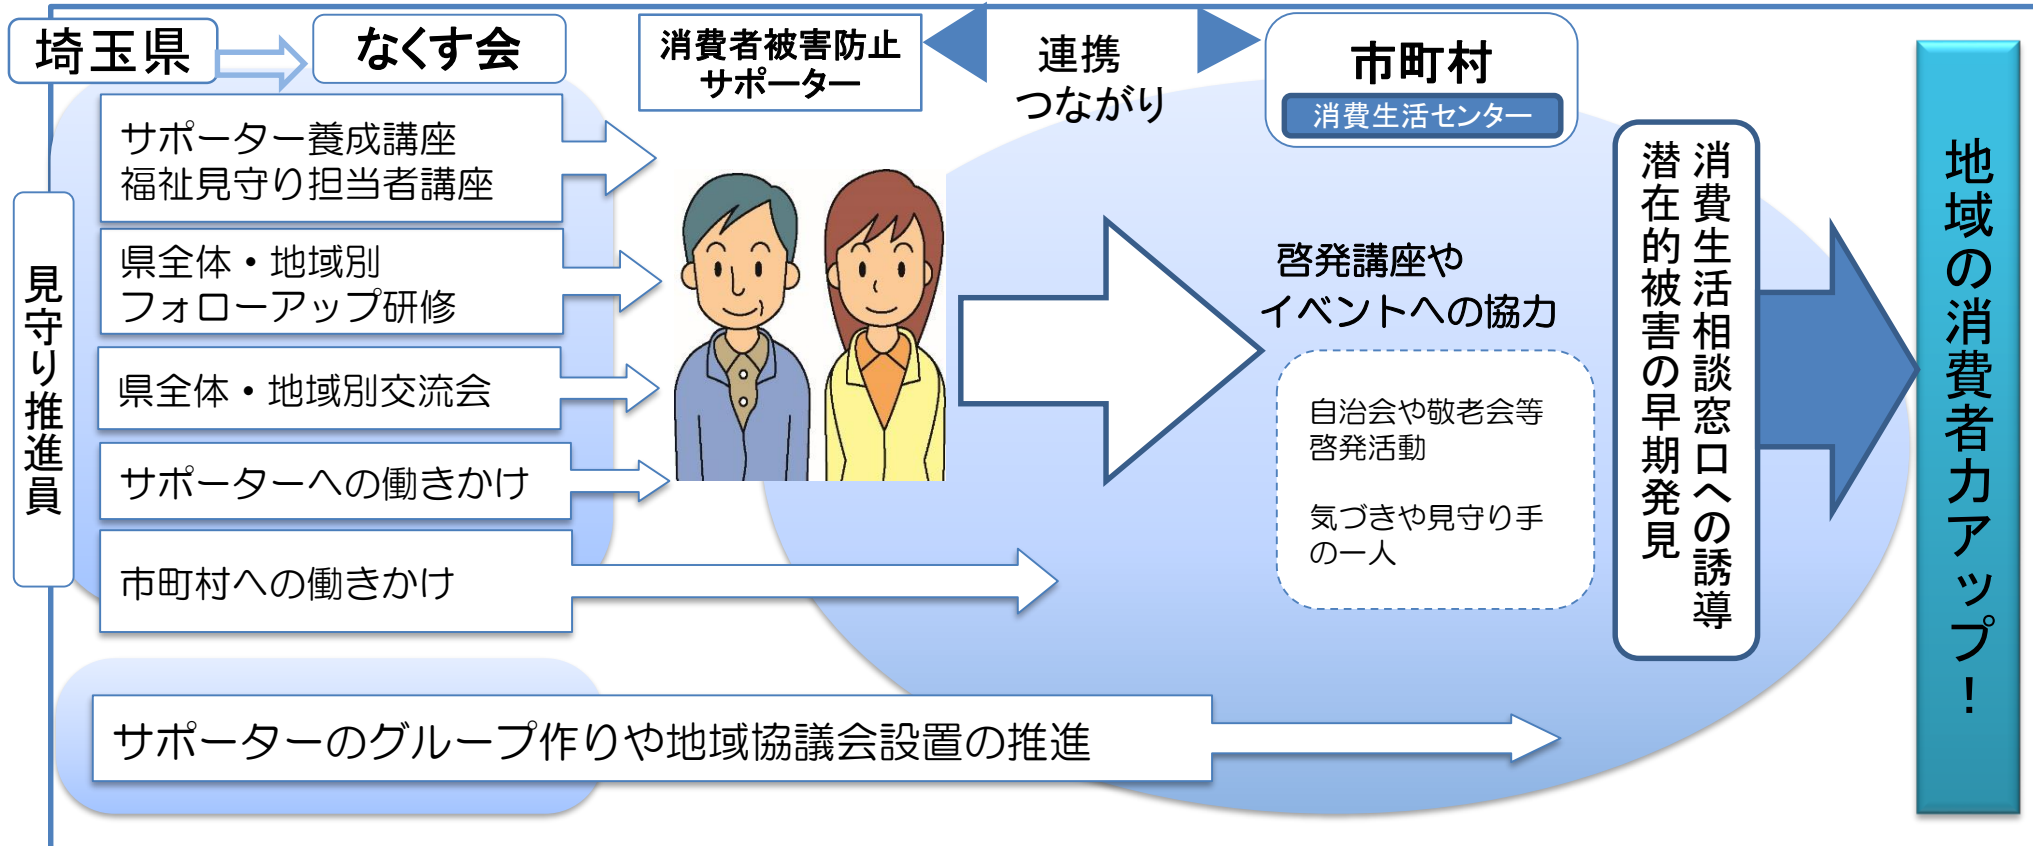 埼玉県
なくす会
消費者被害防止
サポーター
連携
つながり
市町村
消費生活センター
見守り推進員
サポーター養成講座
福祉見守り担当者講座
県全体・地域別
フォローアップ研修
県全体・地域別交流会
サポーターへの働きかけ
市町村への働きかけ
サポーターのグループ作りや地域協議会設置の推進
啓発講座や
イベントへの協力
自治会や敬老会等
啓発活動
気づきや見守り手
の一人
消費生活相談窓口への誘導
潜在的被害の早期発見
地域の消費者力アップ！